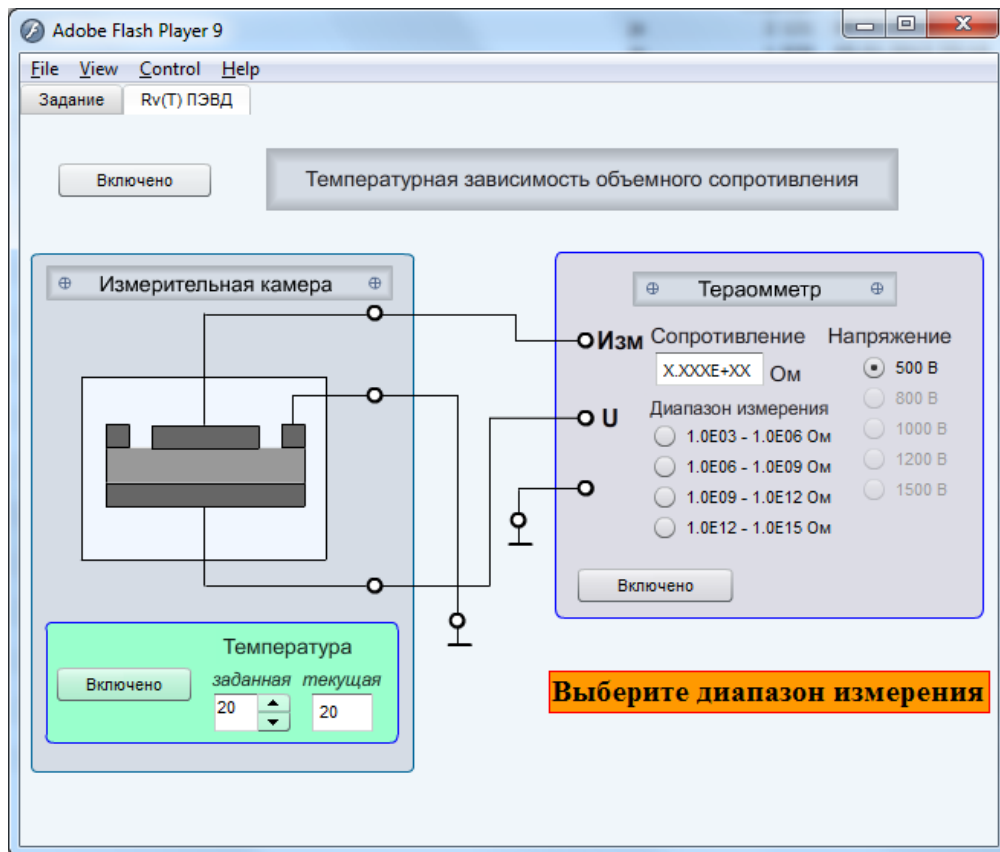 Adobe Flash Player 9
File View Control Help
Задание Rv(T) ПЭВД
Включено
Температурная зависимость объемного сопротивления
Измерительная камера
Тераомметр
Изм
Сопротивление Напряжение
X.XXXE+XX Ом
500 В
U
Диапазон измерения
800 В
1.0E03 - 1.0E06 Ом
1000 В
1.0E06 - 1.0E09 Ом
1200 В
1.0E09 - 1.0E12 Ом
1500 В
1.0E12 - 1.0E15 Ом
Включено
Температура
заданная текущая
Включено
20 20
Выберите диапазон измерения